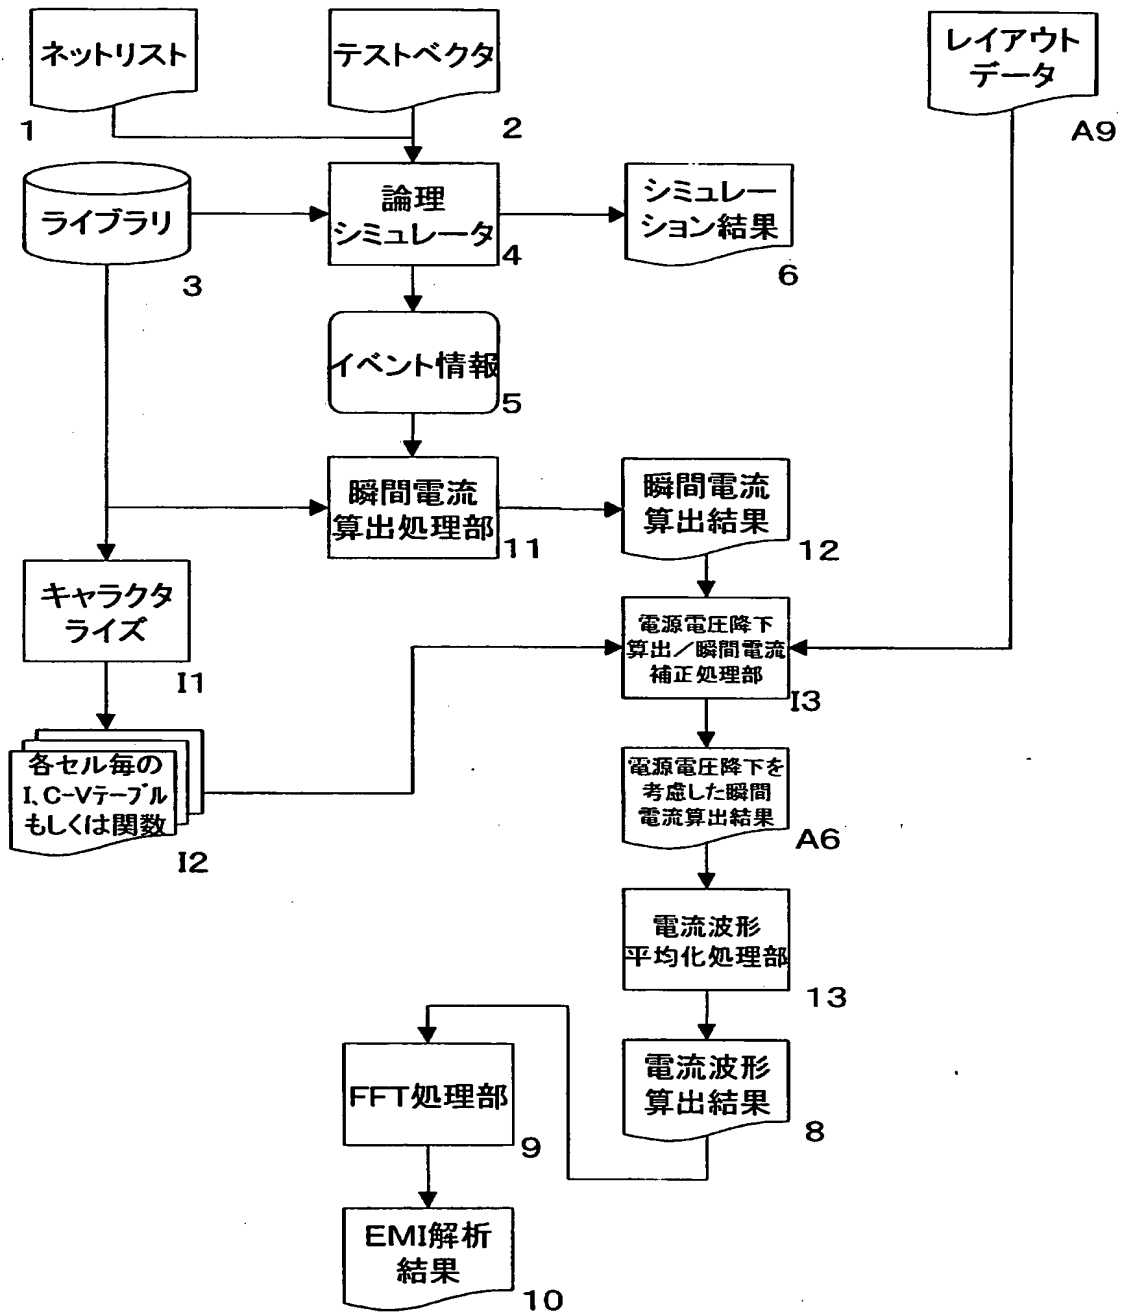 ネットリスト
1
テストベクタ
2
レイアウト
データ
A9
ライブラリ
3
論理
シミュレータ
4
シミュレー
ション結果
6
イベント情報
5
瞬間電流
算出処理部
11
瞬間電流
算出結果
12
キャラクタ
ライズ
I1
電源電圧降下
算出／瞬間電流
補正処理部
I3
各セル毎の
I、C-Vテーブル
もしくは関数
I2
電源電圧降下を
考慮した瞬間
電流算出結果
A6
電流波形
平均化処理部
13
FFT処理部
9
電流波形
算出結果
8
EMI解析
結果
10